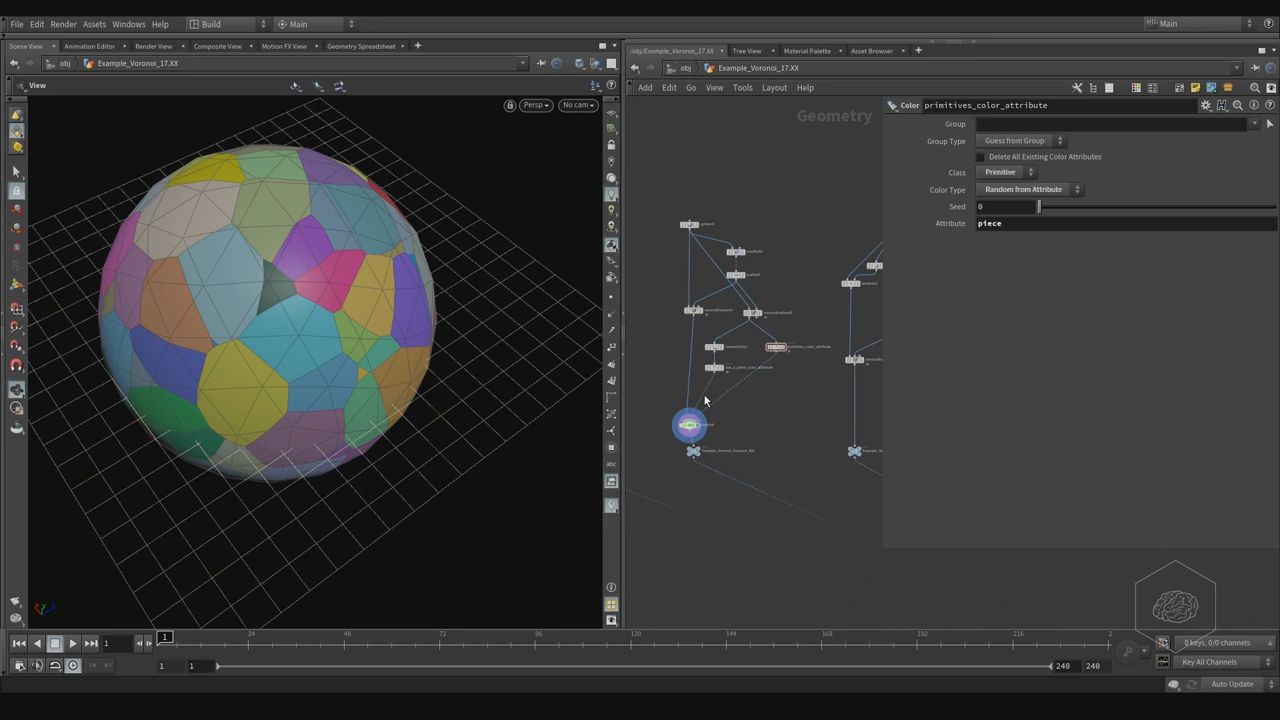 File Edit Render Assets Windows Help Build Main Main
Scene View Animation Editor Render View Composite View Motion FX View Geometry Spreadsheet
/obj/Example_Voronoi_17.XX Tree View Material Palette Asset Browser
obj Example_Voronoi_17.XX
obj Example_Voronoi_17.XX
View
Add Edit Go View Tools Layout Help
Persp No cam
Geometry
Color primitives_color_attribute
Group
Group Type Guess from Group
Delete All Existing Color Attributes
Class Primitive
Color Type Random from Attribute
Seed 0
Attribute piece
primitives_color_attribute
abc
1 1 24 48 72 96 120 144 168 192 216 2
0 keys, 0/0 channels
1 1 240 240 Key All Channels
Auto Update